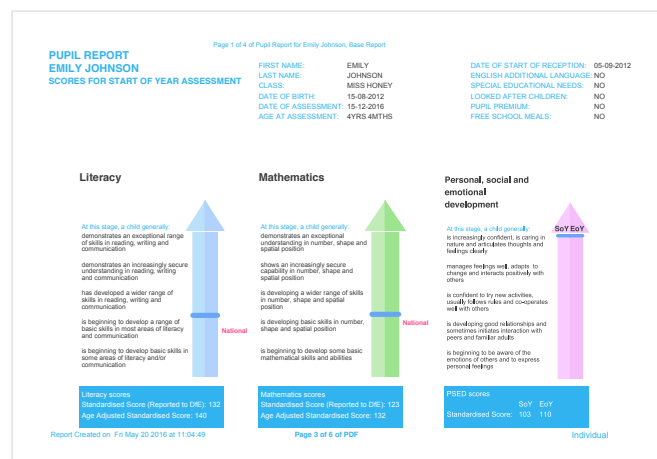 Page 1 of 4 of Pupil Report for Emily Johnson, Base Report
PUPIL REPORT
EMILY JOHNSON
SCORES FOR START OF YEAR ASSESSMENT
FIRST NAME: EMILY
LAST NAME: JOHNSON
CLASS: MISS HONEY
DATE OF BIRTH: 15-08-2012
DATE OF ASSESSMENT: 15-12-2016
AGE AT ASSESSMENT: 4YRS 4MTHS
DATE OF START OF RECEPTION: 05-09-2012
ENGLISH ADDITIONAL LANGUAGE: NO
SPECIAL EDUCATIONAL NEEDS: NO
LOOKED AFTER CHILDREN: NO
PUPIL PREMIUM: NO
FREE SCHOOL MEALS: NO
Literacy
At this stage, a child generally:
demonstrates an exceptional range
of skills in reading, writing and
communication
demonstrates an increasingly secure
understanding in reading, writing
and communication
has developed a wider range of
skills in reading, writing and
communication
is beginning to develop a range of
basic skills in most areas of literacy
and communication
is beginning to develop basic skills in
some areas of literacy and/or
communication
National
Literacy scores
Standardised Score (Reported to DfE): 132
Age Adjusted Standardised Score: 140
Mathematics
At this stage, a child generally:
demonstrates an exceptional
understanding in number, shape and
spatial position
shows an increasingly secure
capability in number, shape and
spatial position
is developing a wider range of skills
in number, shape and spatial
position
is developing basic skills in number,
shape and spatial position
is beginning to develop some basic
mathematical skills and abilities
National
Mathematics scores
Standardised Score (Reported to DfE): 123
Age Adjusted Standardised Score: 132
Personal, social and
emotional
development
At this stage, a child generally
SoY EoY
is increasingly confident, is caring in
nature and articulates thoughts and
feelings clearly
manages feelings well, adapts to
change and interacts positively with
others
is confident to try new activities,
usually follows rules and co-operates
well with others
is developing good relationships and
sometimes initiates interaction with
peers and familiar adults
is beginning to be aware of the
emotions of others and to express
personal feelings
PSED scores
SoY EoY
Standardised Score: 103 110
Report Created on Fri May 20 2016 at 11:04:49
Page 3 of 6 of PDF
Individual